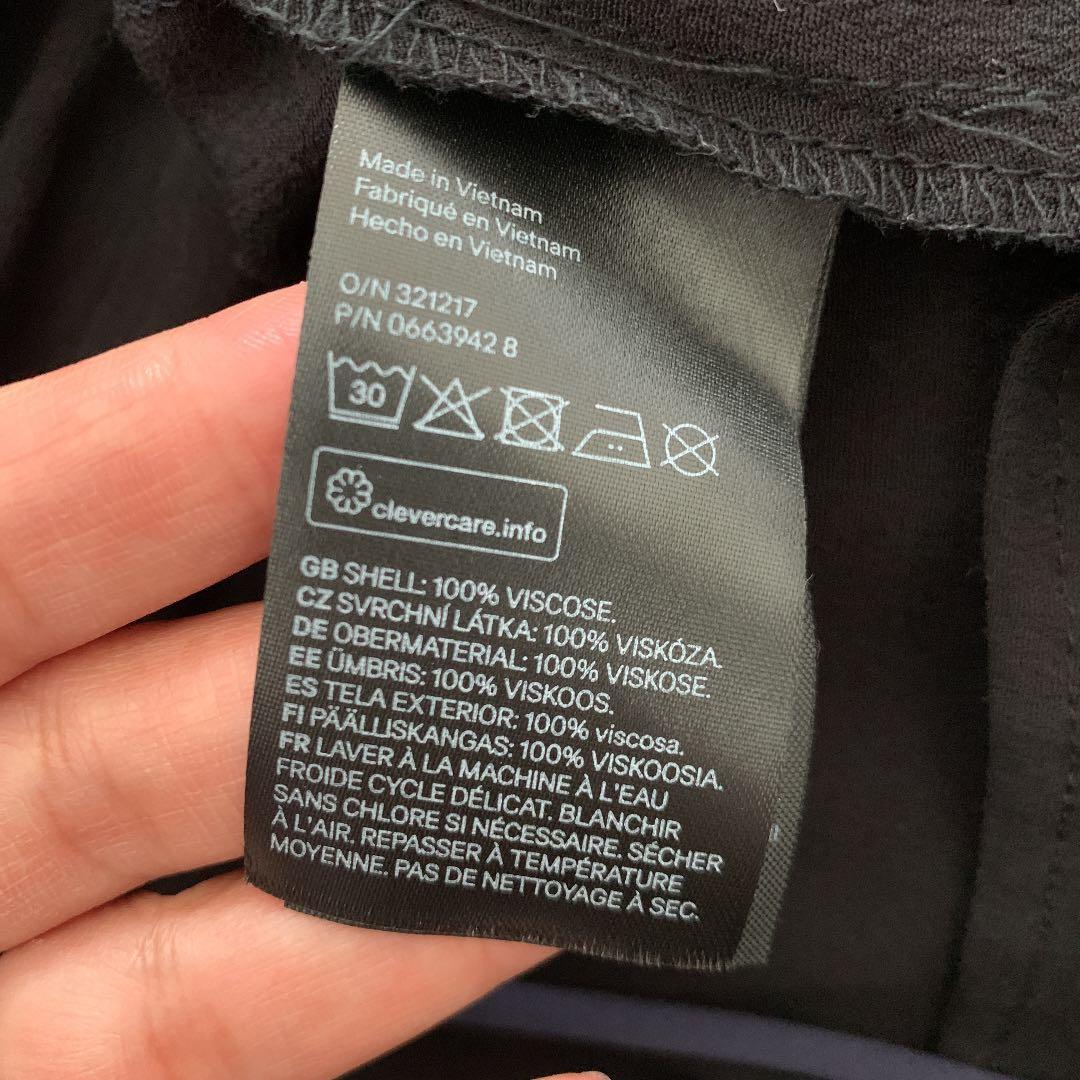 Made in Vietnam
Fabriqué en Vietnam
Hecho en Vietnam
O/N 321217
P/N 0663942 8
30
clevercare.info
GB SHELL: 100% VISCOSE.
CZ SVRCHNÍ LÁTKA: 100% VISKÓZA.
DE OBERMATERIAL: 100% VISKOSE.
EE ÜMBRIS: 100% VISKOOS.
ES TELA EXTERIOR: 100% viscosa.
FI PÄÄLLISKANGAS: 100% VISKOOSIA.
FR LAVER À LA MACHINE À L'EAU
FROIDE CYCLE DÉLICAT. BLANCHIR
SANS CHLORE SI NÉCESSAIRE. SÉCHER
À L'AIR. REPASSER À TEMPÉRATURE
MOYENNE. PAS DE NETTOYAGE À SEC.